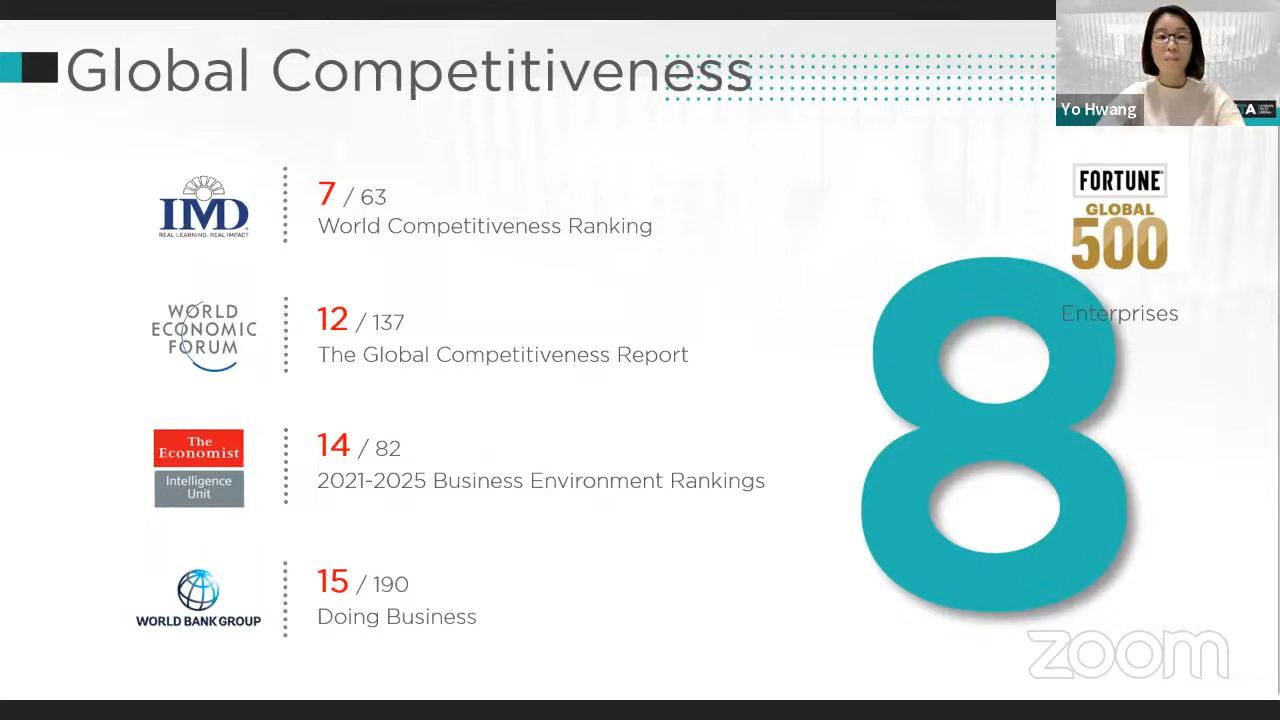 Global Competitiveness
Yo Hwang
A
IMD
REAL LEARNING. REAL IMPACT
7 / 63
World Competitiveness Ranking
WORLD
ECONOMIC
FORUM
12 / 137
The Global Competitiveness Report
The
Economist
Intelligence
Unit
14 / 82
2021-2025 Business Environment Rankings
WORLD BANK GROUP
15 / 190
Doing Business
FORTUNE
GLOBAL
500
8
Enterprises
zoom